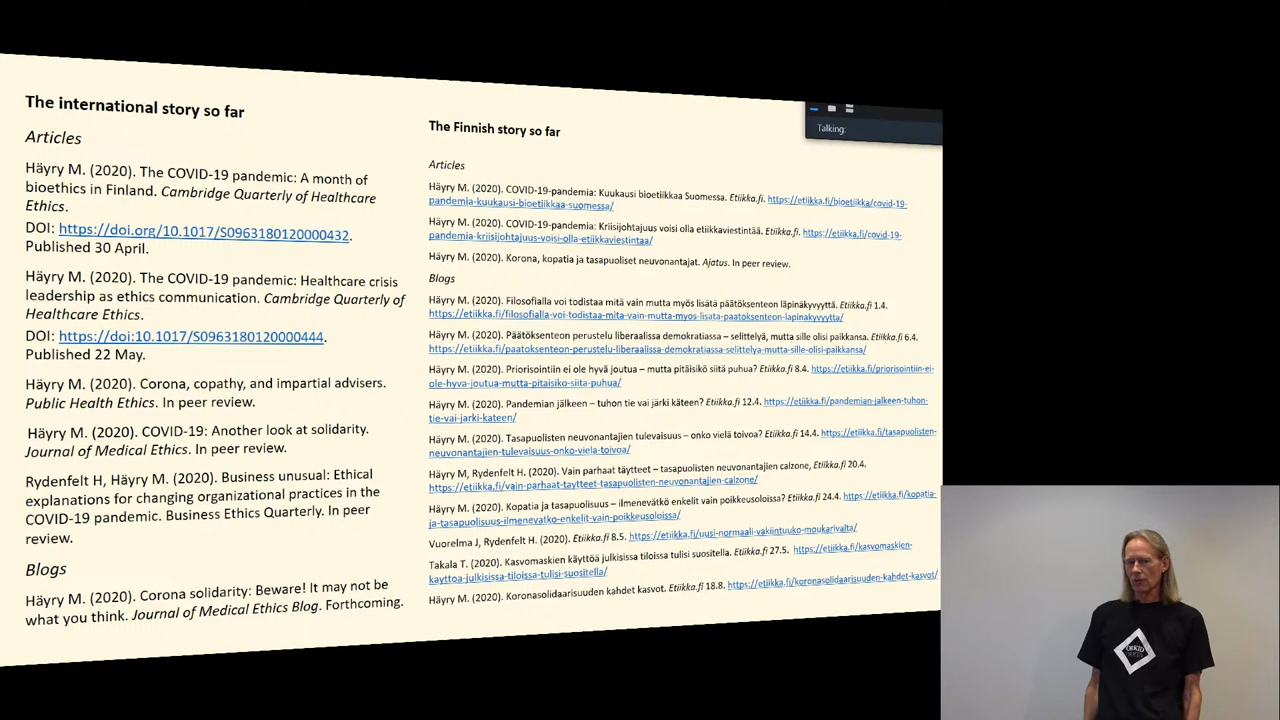 The international story so far
Articles
Häyry M. (2020). The COVID-19 pandemic: A month of
bioethics in Finland. Cambridge Quarterly of Healthcare
Ethics.
DOI: https://doi.org/10.1017/S0963180120000432.
Published 30 April.
Häyry M. (2020). The COVID-19 pandemic: Healthcare crisis
leadership as ethics communication. Cambridge Quarterly of
Healthcare Ethics.
DOI: https://doi:10.1017/S0963180120000444.
Published 22 May.
Häyry M. (2020). Corona, copathy, and impartial advisers.
Public Health Ethics. In peer review.
Häyry M. (2020). COVID-19: Another look at solidarity.
Journal of Medical Ethics. In peer review.
Rydenfelt H, Häyry M. (2020). Business unusual: Ethical
explanations for changing organizational practices in the
COVID-19 pandemic. Business Ethics Quarterly. In peer
review.
Blogs
Häyry M. (2020). Corona solidarity: Beware! It may not be
what you think. Journal of Medical Ethics Blog. Forthcoming.
The Finnish story so far
Articles
Häyry M. (2020). COVID-19-pandemia: Kuukausi bioetiikkaa Suomessa. Etiikka.fi. https://etiikka.fi/bioetiikka/covid-19-
pandemia-kuukausi-bioetiikkaa-suomessa/
Häyry M. (2020). COVID-19-pandemia: Kriisijohtajuus voisi olla etiikkaviestintää. Etiikka.fi. https://etiikka.fi/covid-19-
pandemia-kriisijohtajuus-voisi-olla-etiikkaviestintaa/
Häyry M. (2020). Korona, kopatia ja tasapuoliset neuvonantajat. Ajatus. In peer review.
Blogs
Häyry M. (2020). Filosofialla voi todistaa mitä vain mutta myös lisätä päätöksenteon läpinäkyvyyttä. Etiikka.fi 1.4.
https://etiikka.fi/filosofialla-voi-todistaa-mita-vain-mutta-myos-lisata-paatoksenteon-lapinakyvyytta/
Häyry M. (2020). Päätöksenteon perustelu liberaalissa demokratiassa – selittelyä, mutta sille olisi paikkansa. Etiikka.fi 6.4.
https://etiikka.fi/paatoksenteon-perustelu-liberaalissa-demokratiassa-selittelya-mutta-sille-olisi-paikkansa/
Häyry M. (2020). Priorisointiin ei ole hyvä joutua – mutta pitäisikö siitä puhua? Etiikka.fi 8.4. https://etiikka.fi/priorisointiin-ei-
ole-hyva-joutua-mutta-pitaisiko-siita-puhua/
Häyry M. (2020). Pandemian jälkeen – tuhon tie vai järki käteen? Etiikka.fi 12.4. https://etiikka.fi/pandemian-jalkeen-tuhon-
tie-vai-jarki-kateen/
Häyry M. (2020). Tasapuolisten neuvonantajien tulevaisuus – onko vielä toivoa? Etiikka.fi 14.4. https://etiikka.fi/tasapuolisten-
neuvonantajien-tulevaisuus-onko-viela-toivoa/
Häyry M, Rydenfelt H. (2020). Vain parhaat täytteet – tasapuolisten neuvonantajien calzone, Etiikka.fi 20.4.
https://etiikka.fi/vain-parhaat-taytteet-tasapuolisten-neuvonantajien-calzone/
Häyry M. (2020). Kopatia ja tasapuolisuus – ilmenevätkö enkelit vain poikkeusoloissa? Etiikka.fi 24.4. https://etiikka.fi/kopatia-
ja-tasapuolisuus-ilmenevatko-enkelit-vain-poikkeusoloissa/
Vuorelma J, Rydenfelt H. (2020). Etiikka.fi 8.5. https://etiikka.fi/uusi-normaali-vakiintuuko-moukarivalta/
Takala T. (2020). Kasvomaskien käyttöä julkisissa tiloissa tulisi suositella. Etiikka.fi 27.5. https://etiikka.fi/kasvomaskien-
kayttoa-julkisissa-tiloissa-tulisi-suositella/
Häyry M. (2020). Koronasolidaarisuuden kahdet kasvot. Etiikka.fi 18.8. https://etiikka.fi/koronasolidaarisuuden-kahdet-kasvot/
Talking: